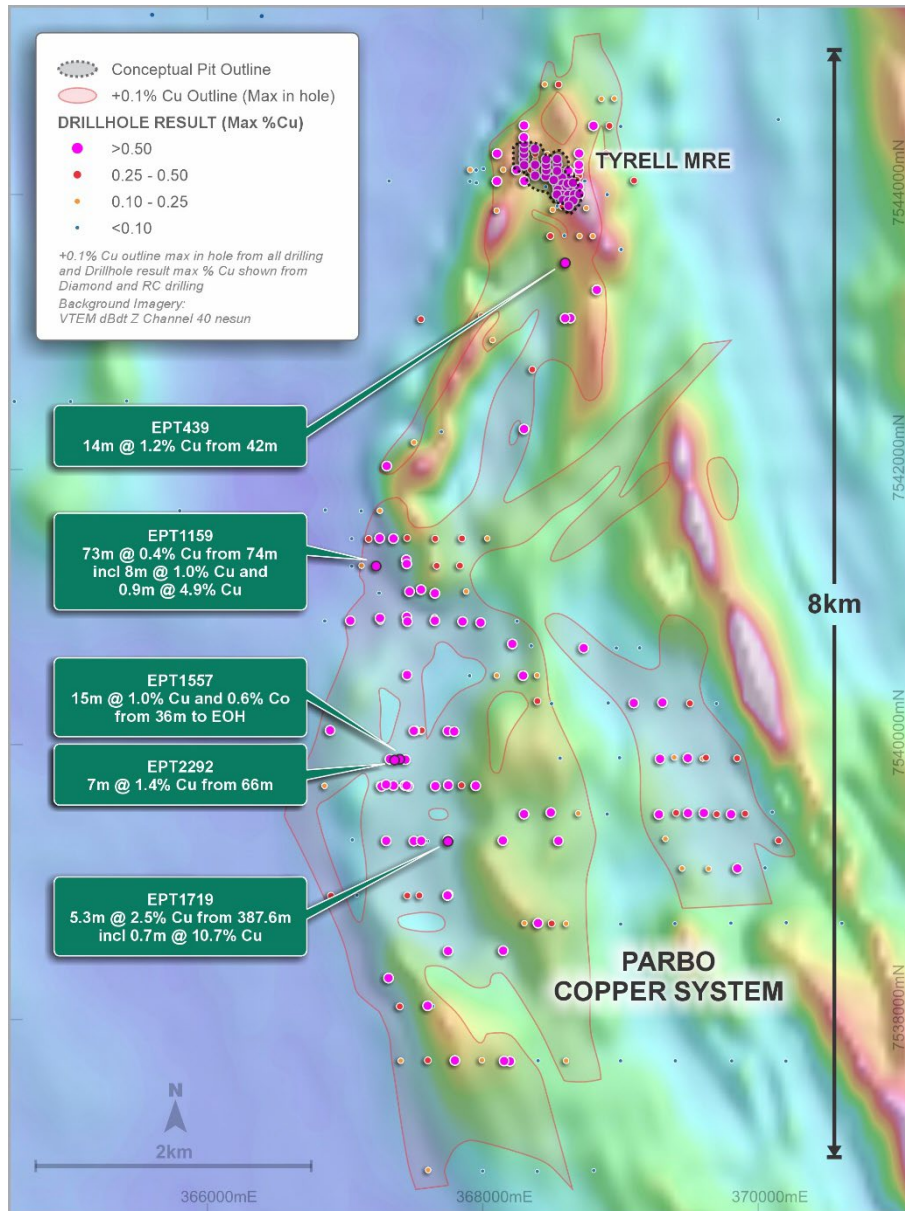 Conceptual Pit Outline
+0.1% Cu Outline (Max in hole)
DRILLHOLE RESULT (Max %Cu)
>0.50
0.25 - 0.50
0.10 - 0.25
<0.10
+0.1% Cu outline max in hole from all drilling
and Drillhole result max % Cu shown from
Diamond and RC drilling
Background Imagery:
VTEM dBdt Z Channel 40 nesun
TYRELL MRE
7544000mN
EPT439
14m @ 1.2% Cu from 42m
7542000mN
EPT1159
73m @ 0.4% Cu from 74m
incl 8m @ 1.0% Cu and
0.9m @ 4.9% Cu
8km
EPT1557
15m @ 1.0% Cu and 0.6% Co
from 36m to EOH
7540000mN
EPT2292
7m @ 1.4% Cu from 66m
EPT1719
5.3m @ 2.5% Cu from 387.6m
incl 0.7m @ 10.7% Cu
PARBO
COPPER SYSTEM
7538000mN
N
2km
366000mE
368000mE
370000mE